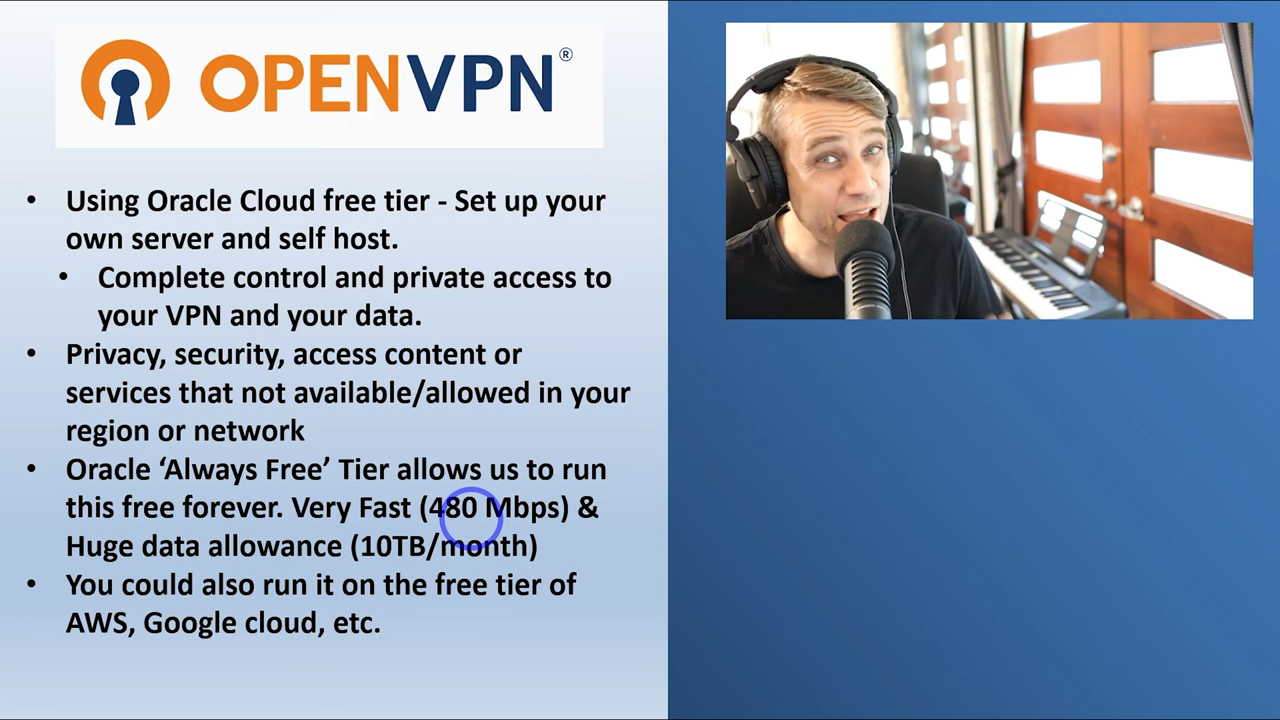 OPENVPN®
• Using Oracle Cloud free tier - Set up your
own server and self host.
• Complete control and private access to
your VPN and your data.
• Privacy, security, access content or
services that not available/allowed in your
region or network
• Oracle ‘Always Free’ Tier allows us to run
this free forever. Very Fast (480 Mbps) &
Huge data allowance (10TB/month)
• You could also run it on the free tier of
AWS, Google cloud, etc.